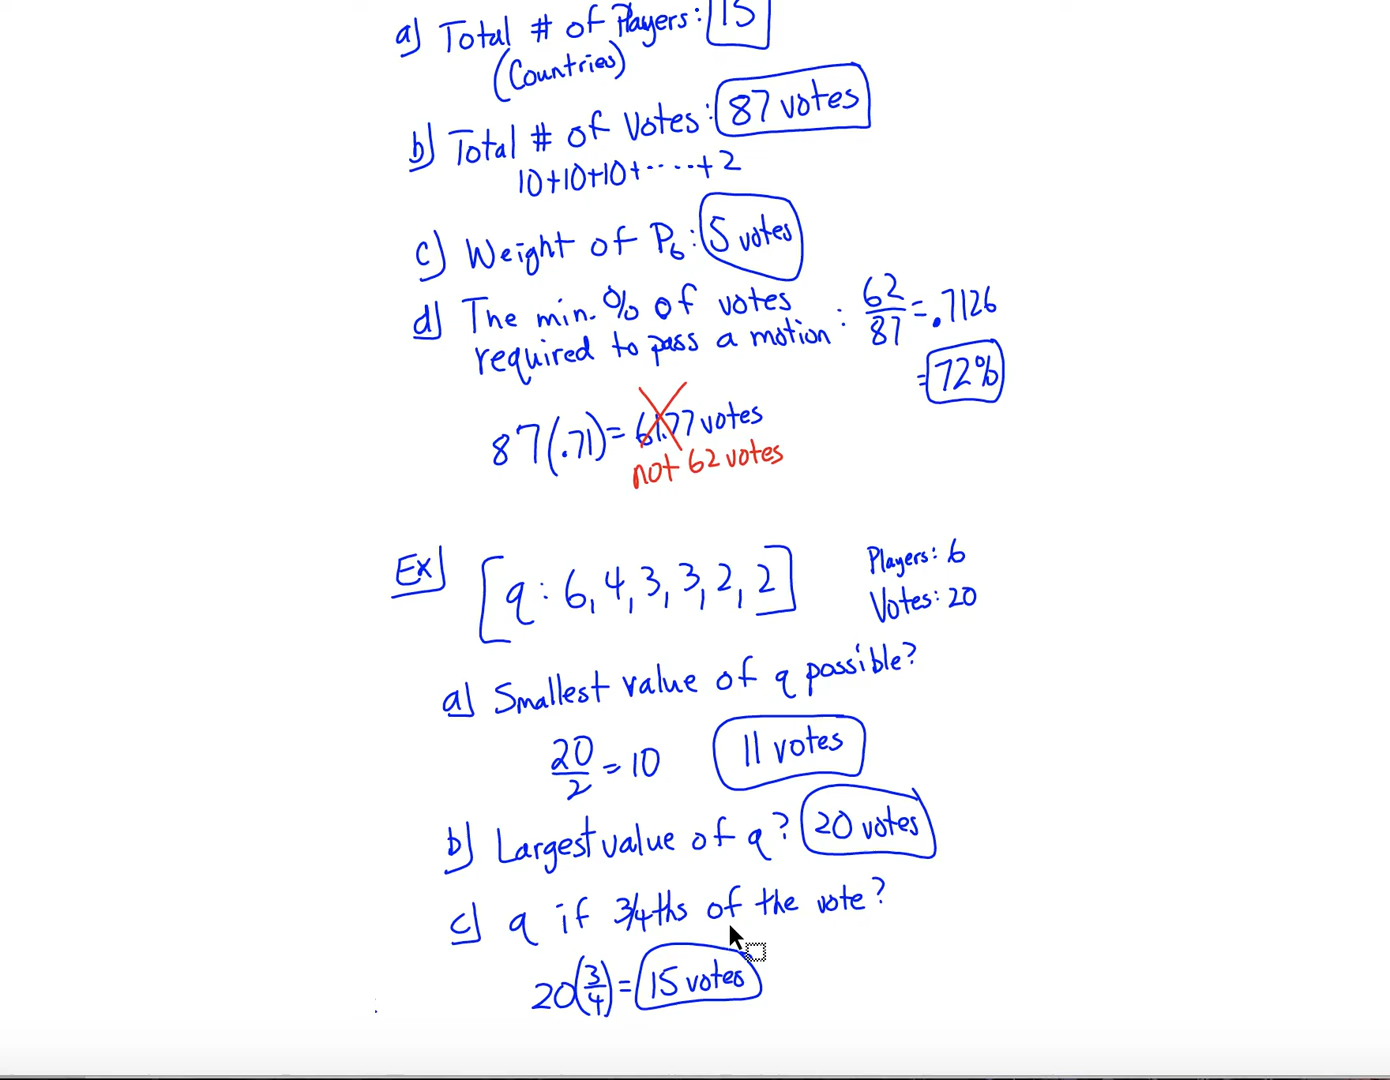 a) Total # of Players: 15
(Countries)
b) Total # of Votes: 87 votes
10+10+10+.....+2
c) Weight of P6: 5 votes
d) The min. % of votes
required to pass a motion: 62/87 = .7126
= 72%
87(.71) = 61.77 votes
not 62 votes
Ex] [q : 6, 4, 3, 3, 2, 2]
Players: 6
Votes: 20
a) Smallest value of q possible?
20/2 = 10 11 votes
b) Largest value of q? 20 votes
c) q if 3/4ths of the vote?
20(3/4) = 15 votes